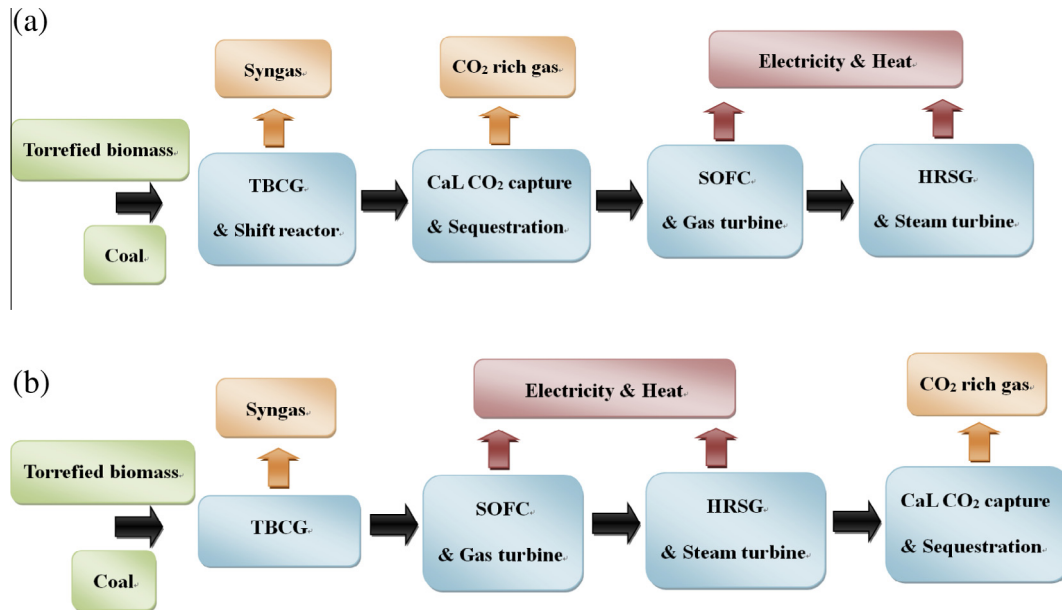 (a)
Syngas
CO₂ rich gas
Electricity & Heat
Torrefied biomass
Coal
TBCG
& Shift reactor
CaL CO₂ capture
& Sequestration
SOFC
& Gas turbine
HRSG
& Steam turbine
(b)
Syngas
Electricity & Heat
CO₂ rich gas
Torrefied biomass
Coal
TBCG
SOFC
& Gas turbine
HRSG
& Steam turbine
CaL CO₂ capture
& Sequestration